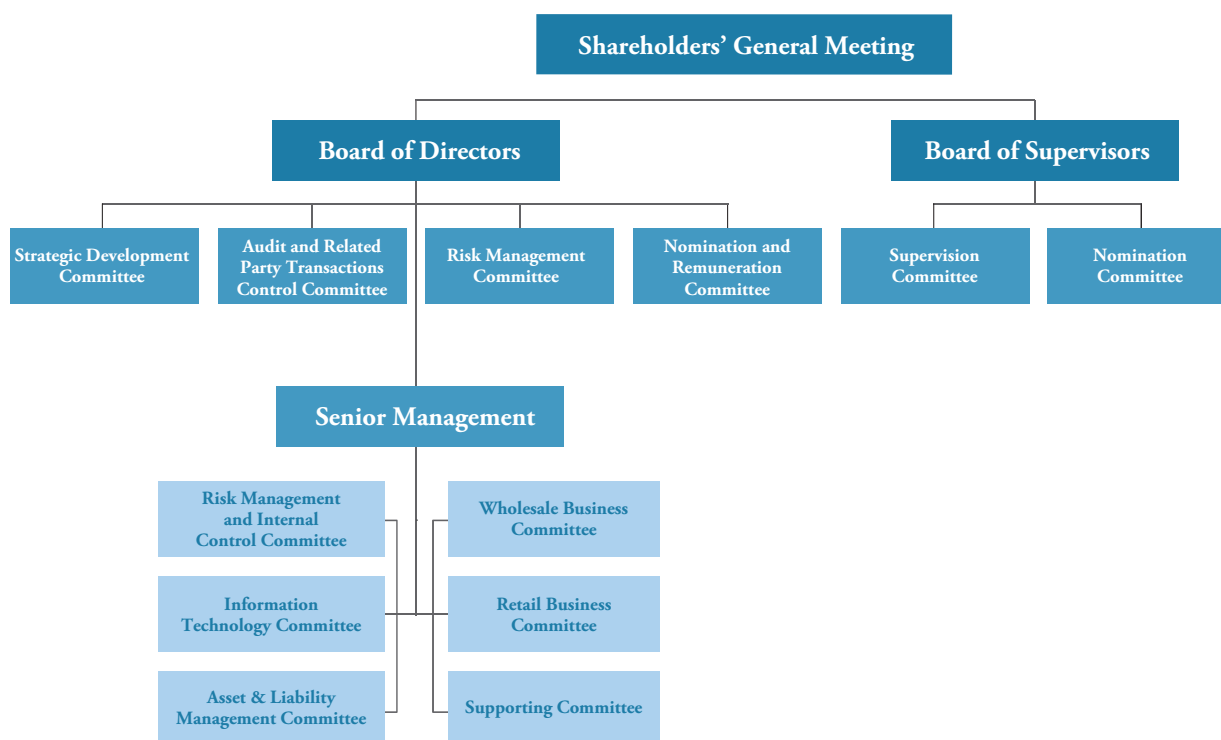 Shareholders’ General Meeting
Board of Directors
Board of Supervisors
Strategic Development
Committee
Audit and Related
Party Transactions
Control Committee
Risk Management
Committee
Nomination and
Remuneration
Committee
Supervision
Committee
Nomination
Committee
Senior Management
Risk Management
and Internal
Control Committee
Wholesale Business
Committee
Information
Technology Committee
Retail Business
Committee
Asset & Liability
Management Committee
Supporting Committee